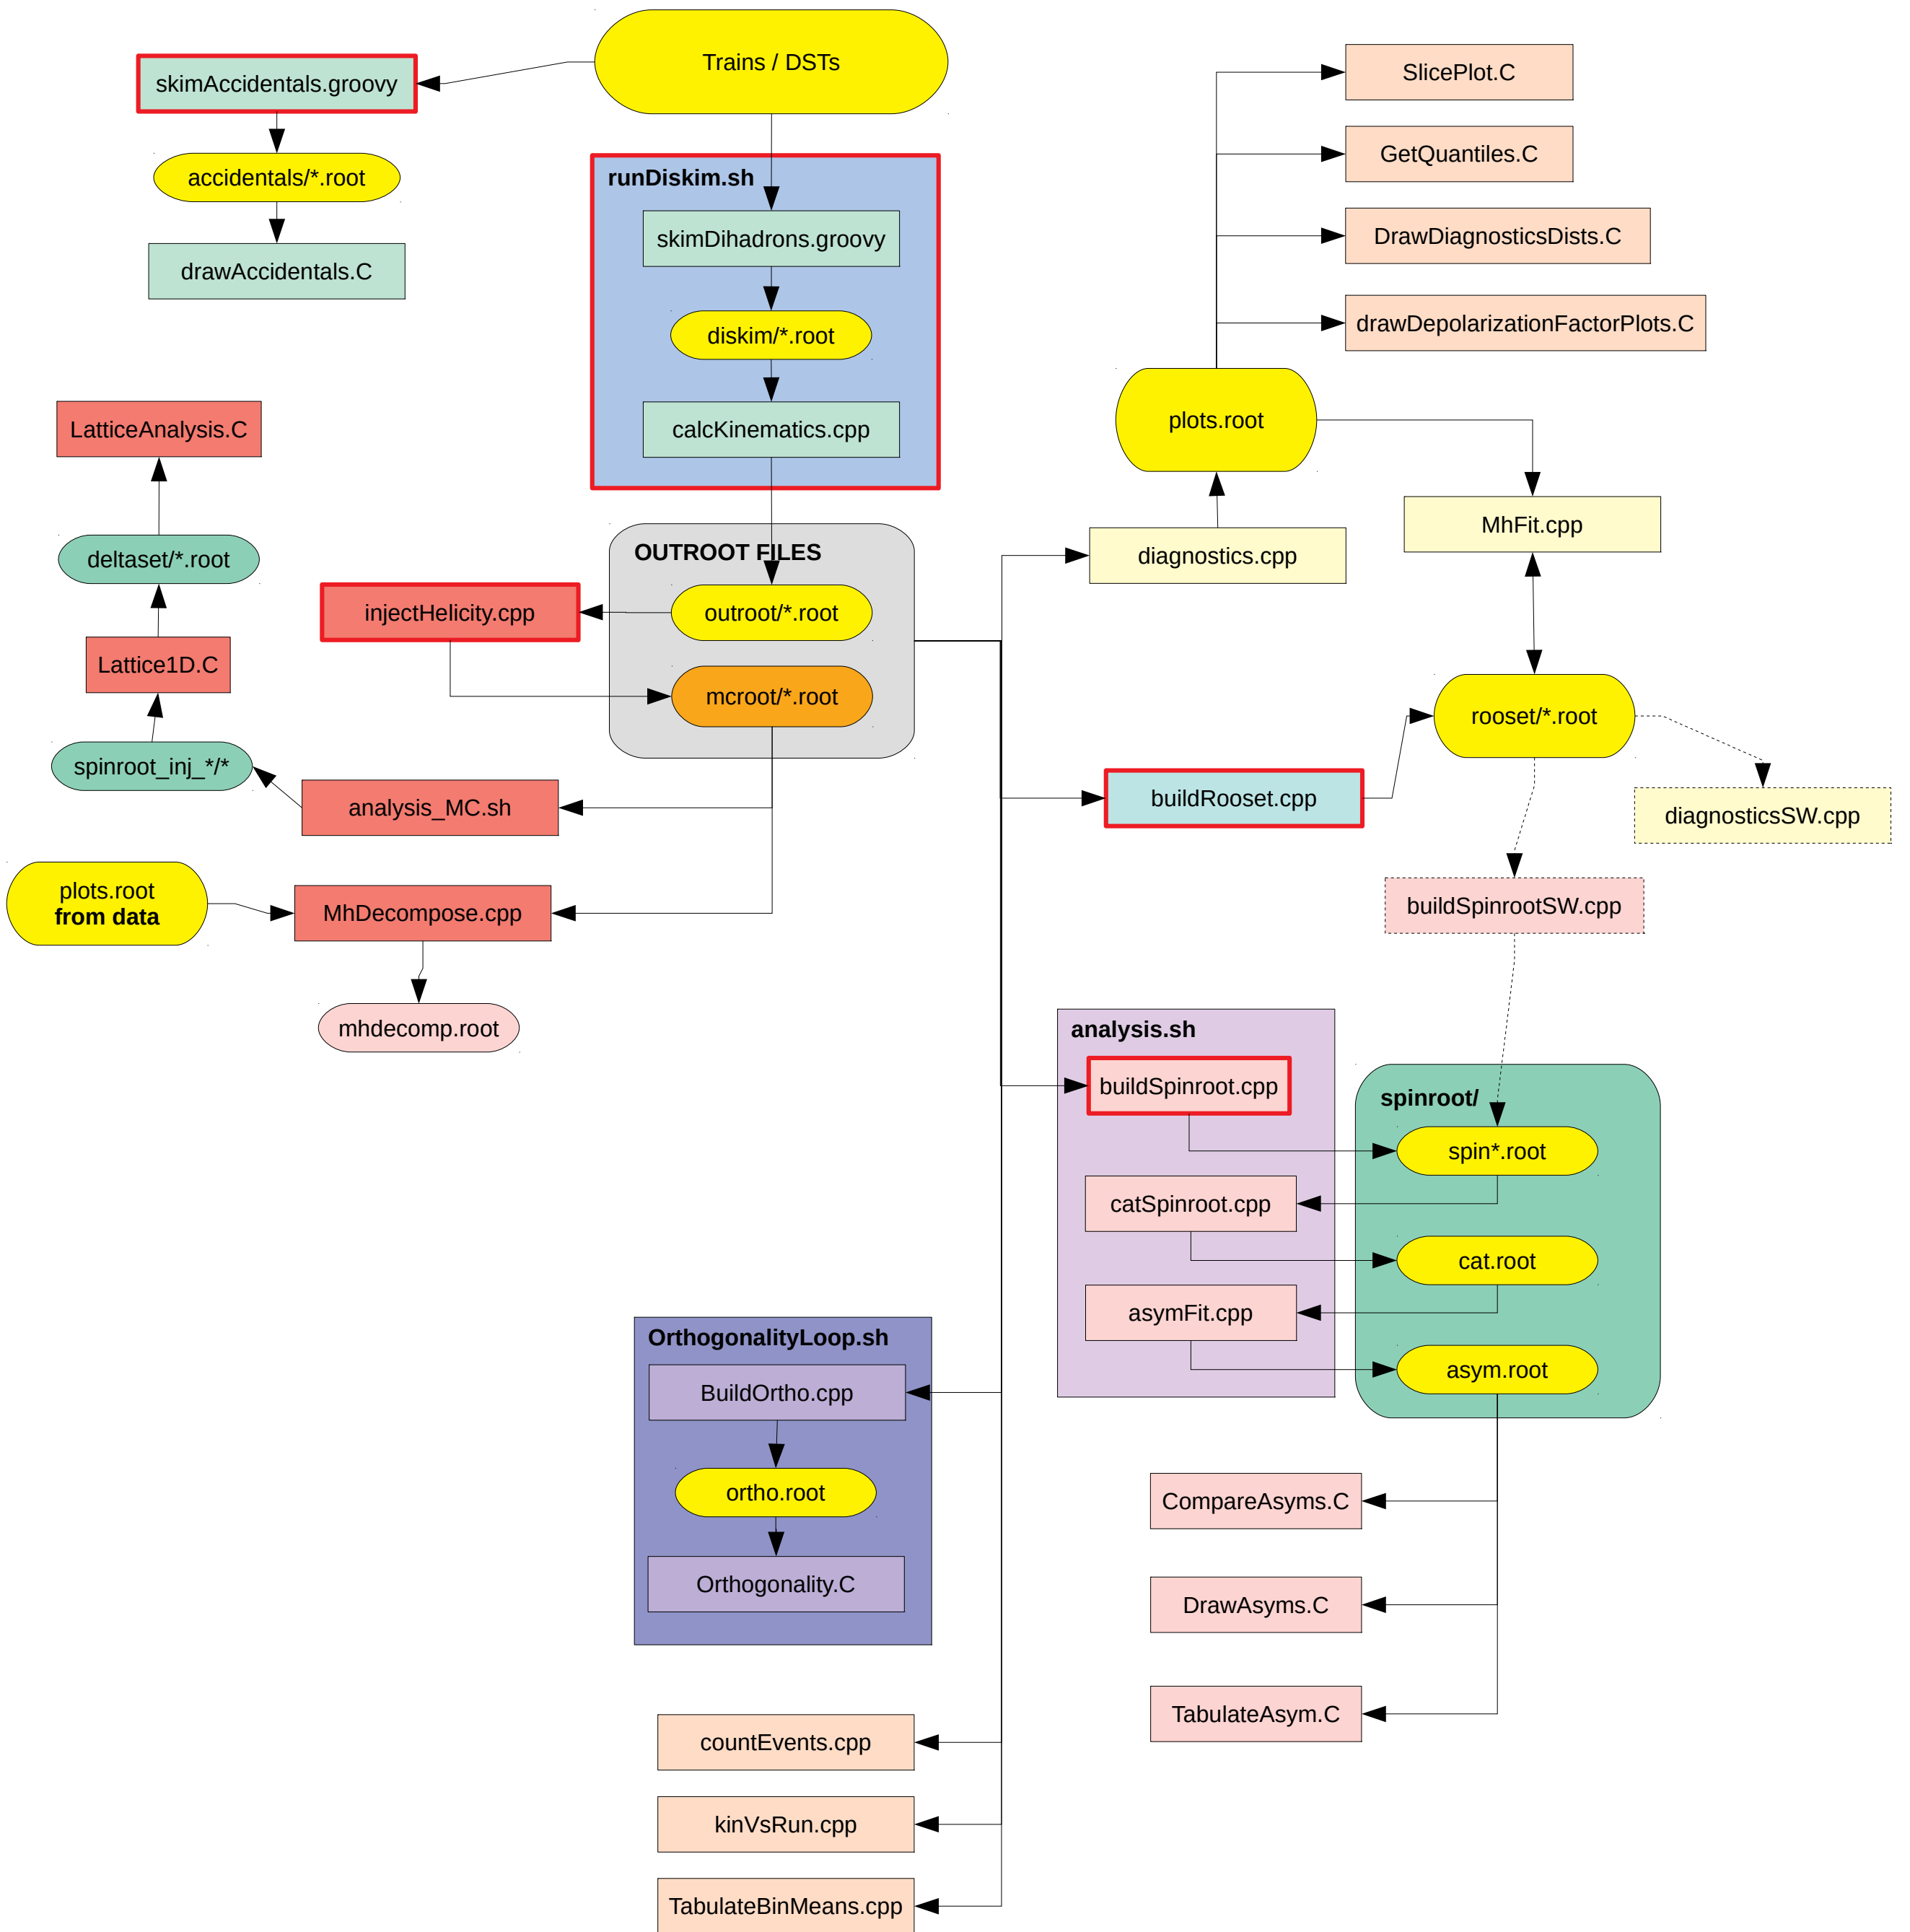 Trains / DSTs
skimAccidentals.groovy
accidentals/*.root
drawAccidentals.C
runDiskim.sh
skimDihadrons.groovy
diskim/*.root
calcKinematics.cpp
SlicePlot.C
GetQuantiles.C
DrawDiagnosticsDists.C
drawDepolarizationFactorPlots.C
plots.root
MhFit.cpp
diagnostics.cpp
LatticeAnalysis.C
deltaset/*.root
Lattice1D.C
spinroot_inj_*/*
OUTROOT FILES
outroot/*.root
mcroot/*.root
injectHelicity.cpp
analysis_MC.sh
plots.root
from data
MhDecompose.cpp
mhdecomp.root
rooset/*.root
buildRooset.cpp
diagnosticsSW.cpp
buildSpinrootSW.cpp
analysis.sh
buildSpinroot.cpp
catSpinroot.cpp
asymFit.cpp
spinroot/
spin*.root
cat.root
asym.root
OrthogonalityLoop.sh
BuildOrtho.cpp
ortho.root
Orthogonality.C
CompareAsyms.C
DrawAsyms.C
TabulateAsym.C
countEvents.cpp
kinVsRun.cpp
TabulateBinMeans.cpp